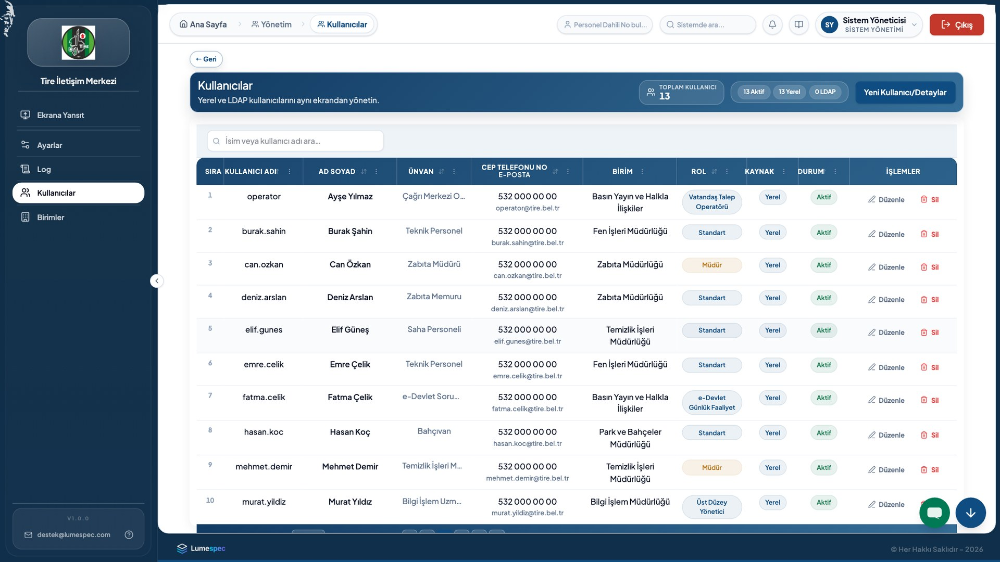 Tire İletişim Merkezi
Ekrana Yansıt
Ayarlar
Log
Kullanıcılar
Birimler
V1.0.0
destek@lumespec.com
Ana Sayfa
Yönetim
Kullanıcılar
Personel Dahili No bul...
Sistemde ara...
SY
Sistem Yöneticisi
SİSTEM YÖNETİMİ
Çıkış
← Geri
Kullanıcılar
Yerel ve LDAP kullanıcılarını aynı ekrandan yönetin.
TOPLAM KULLANICI
13
13 Aktif
13 Yerel
0 LDAP
Yeni Kullanıcı/Detaylar
İsim veya kullanıcı adı ara...
SIRA KULLANICI ADI AD SOYAD ÜNVAN CEP TELEFONU NO E-POSTA BİRİM ROL KAYNAK DURUM İŞLEMLER
1 operator Ayşe Yılmaz Çağrı Merkezi O... 532 000 00 00 Basın Yayın ve Halkla Vatandaş Talep Yerel Aktif Düzenle Sil
operator@tire.bel.tr İlişkiler Operatörü
2 burak.sahin Burak Şahin Teknik Personel 532 000 00 00 Fen İşleri Müdürlüğü Standart Yerel Aktif Düzenle Sil
burak.sahin@tire.bel.tr
3 can.ozkan Can Özkan Zabıta Müdürü 532 000 00 00 Zabıta Müdürlüğü Müdür Yerel Aktif Düzenle Sil
can.ozkan@tire.bel.tr
4 deniz.arslan Deniz Arslan Zabıta Memuru 532 000 00 00 Zabıta Müdürlüğü Standart Yerel Aktif Düzenle Sil
deniz.arslan@tire.bel.tr
5 elif.gunes Elif Güneş Saha Personeli 532 000 00 00 Temizlik İşleri Standart Yerel Aktif Düzenle Sil
elif.gunes@tire.bel.tr Müdürlüğü
6 emre.celik Emre Çelik Teknik Personel 532 000 00 00 Fen İşleri Müdürlüğü Standart Yerel Aktif Düzenle Sil
emre.celik@tire.bel.tr
7 fatma.celik Fatma Çelik e-Devlet Soru... 532 000 00 00 Basın Yayın ve Halkla e-Devlet Yerel Aktif Düzenle Sil
fatma.celik@tire.bel.tr İlişkiler Günlük Faaliyet
8 hasan.koc Hasan Koç Bahçıvan 532 000 00 00 Park ve Bahçeler Standart Yerel Aktif Düzenle Sil
hasan.koc@tire.bel.tr Müdürlüğü
9 mehmet.demir Mehmet Demir Temizlik İşleri M... 532 000 00 00 Temizlik İşleri Müdür Yerel Aktif Düzenle Sil
mehmet.demir@tire.bel.tr Müdürlüğü
10 murat.yildiz Murat Yıldız Bilgi İşlem Uzm... 532 000 00 00 Bilgi İşlem Müdürlüğü Üst Düzey Yerel Aktif Düzenle
murat.yildiz@tire.bel.tr Yönetici
Lumespec
© Her Hakkı Saklıdır – 2026